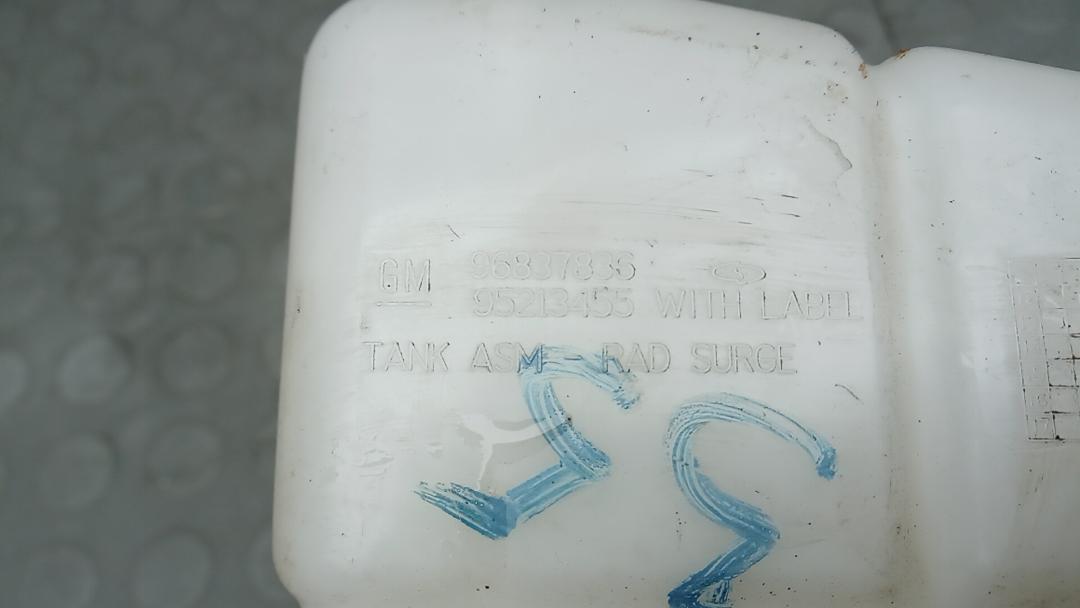 GM 96837836
95213455 WITH LABEL
TANK ASM - RAD SURGE